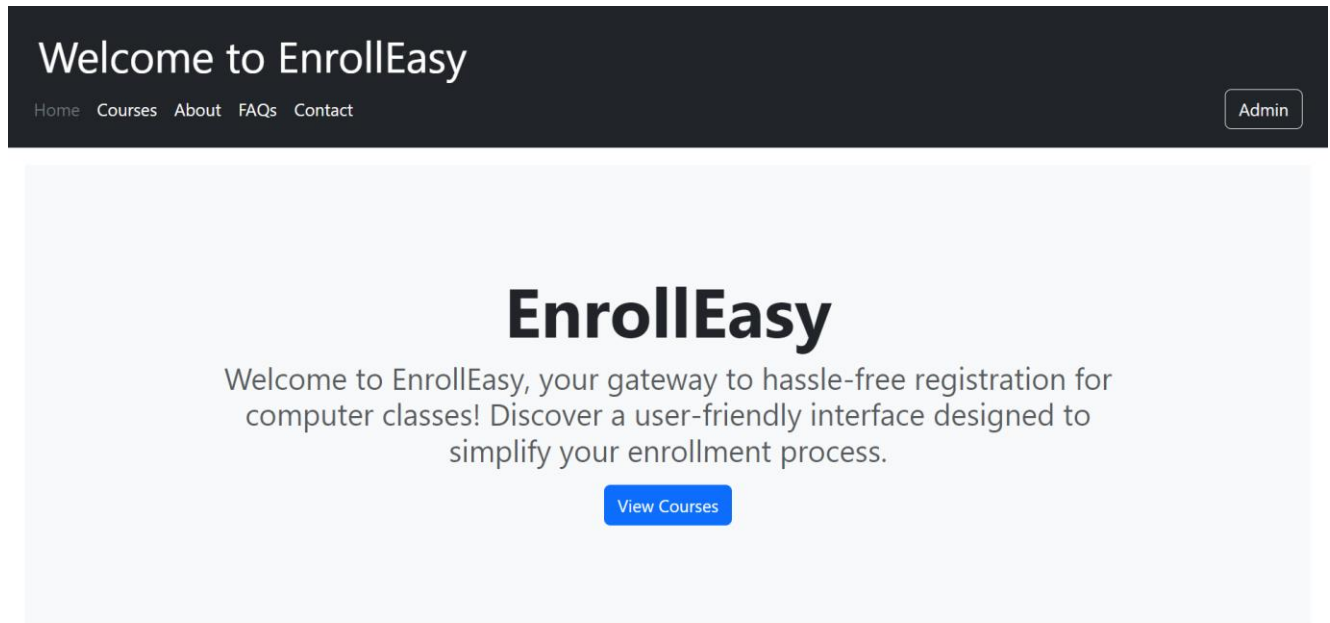 Welcome to EnrollEasy
Home Courses About FAQs Contact
Admin
EnrollEasy
Welcome to EnrollEasy, your gateway to hassle-free registration for
computer classes! Discover a user-friendly interface designed to
simplify your enrollment process.
View Courses